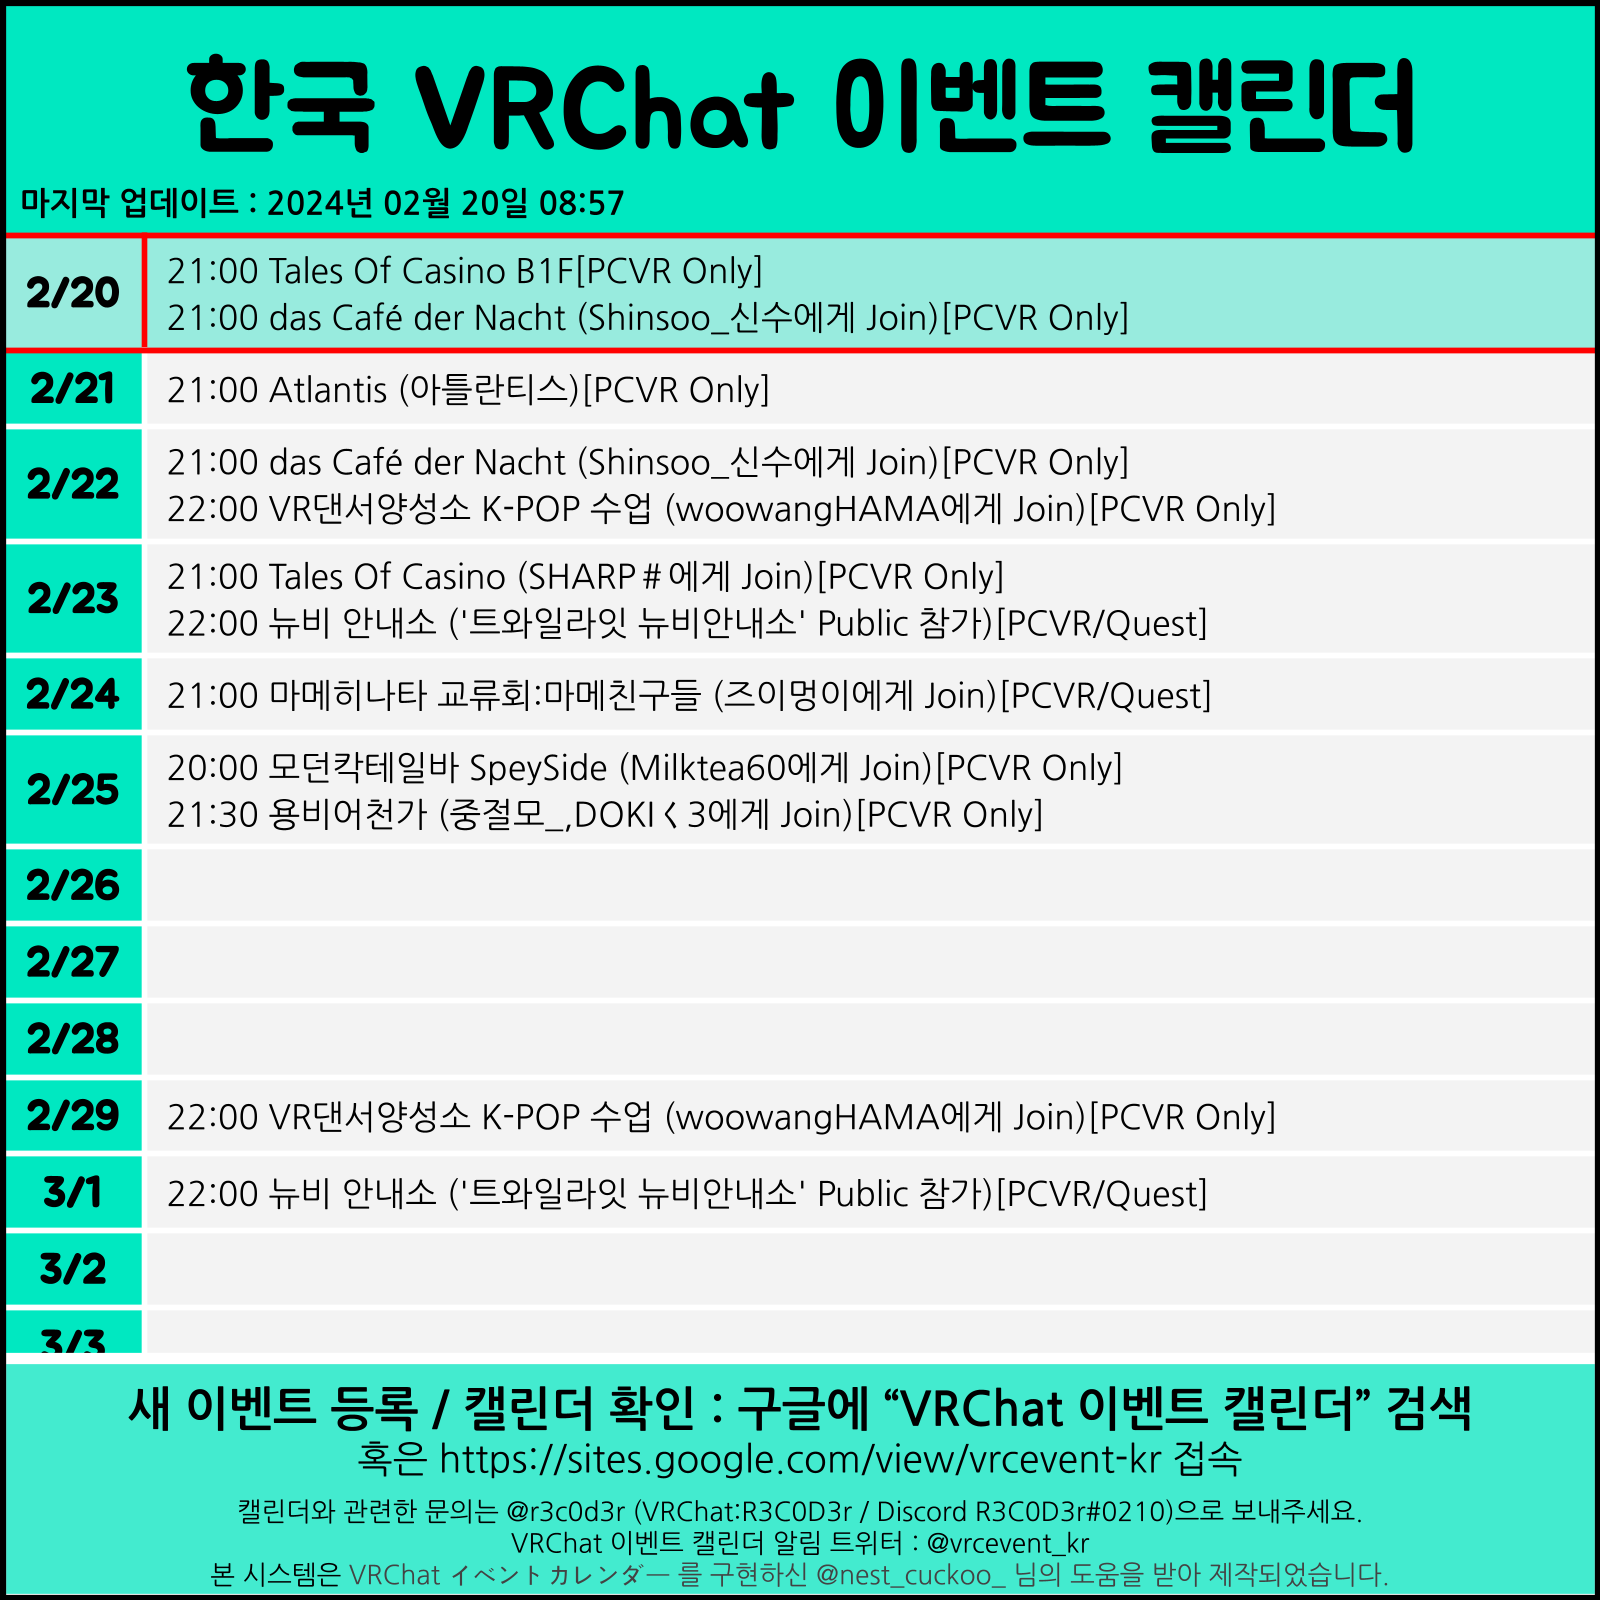 한국 VRChat 이벤트 캘린더
마지막 업데이트 : 2024년 02월 20일 08:57
2/20
21:00 Tales Of Casino B1F[PCVR Only]
21:00 das Café der Nacht (Shinsoo_신수에게 Join)[PCVR Only]
2/21
21:00 Atlantis (아틀란티스)[PCVR Only]
2/22
21:00 das Café der Nacht (Shinsoo_신수에게 Join)[PCVR Only]
22:00 VR댄서양성소 K-POP 수업 (woowangHAMA에게 Join)[PCVR Only]
2/23
21:00 Tales Of Casino (SHARP#에게 Join)[PCVR Only]
22:00 뉴비 안내소 ('트와일라잇 뉴비안내소' Public 참가)[PCVR/Quest]
2/24
21:00 마메히나타 교류회:마메친구들 (즈이멍이에게 Join)[PCVR/Quest]
2/25
20:00 모던칵테일바 SpeySide (Milktea60에게 Join)[PCVR Only]
21:30 용비어천가 (중절모_,DOKIく3에게 Join)[PCVR Only]
2/26
2/27
2/28
2/29
22:00 VR댄서양성소 K-POP 수업 (woowangHAMA에게 Join)[PCVR Only]
3/1
22:00 뉴비 안내소 ('트와일라잇 뉴비안내소' Public 참가)[PCVR/Quest]
3/2
3/3
새 이벤트 등록 / 캘린더 확인 : 구글에 “VRChat 이벤트 캘린더” 검색
혹은 https://sites.google.com/view/vrcevent-kr 접속
캘린더와 관련한 문의는 @r3c0d3r (VRChat:R3C0D3r / Discord R3C0D3r#0210)으로 보내주세요.
VRChat 이벤트 캘린더 알림 트위터 : @vrcevent_kr
본 시스템은 VRChat イベントカレンダー 를 구현하신 @nest_cuckoo_ 님의 도움을 받아 제작되었습니다.